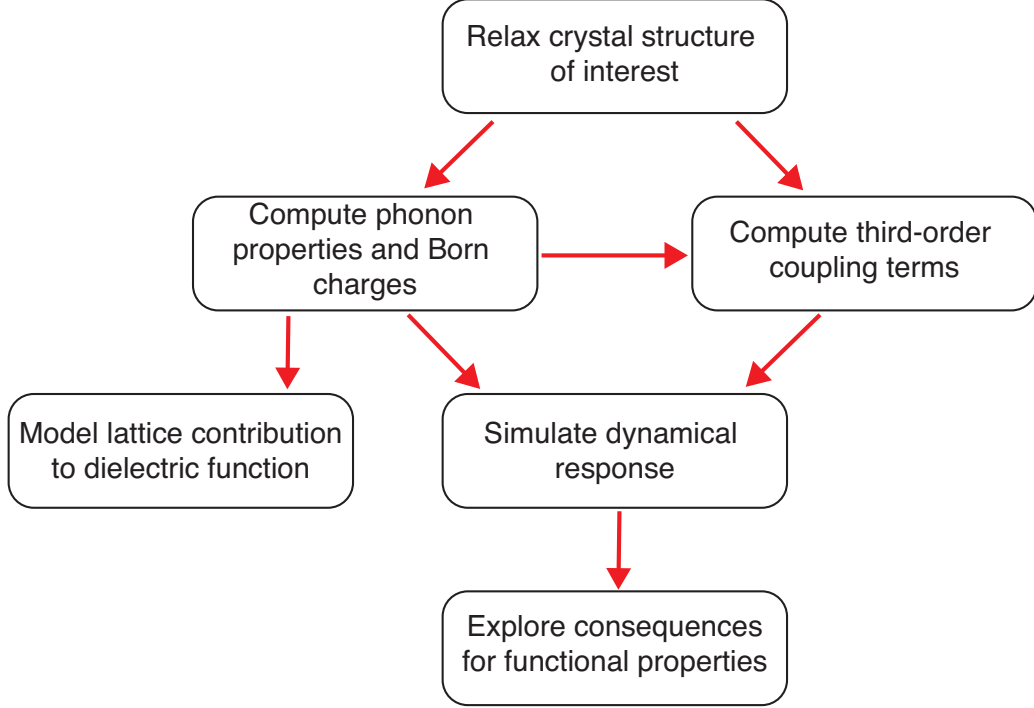 Relax crystal structure
of interest
Compute phonon
properties and Born
charges
Compute third-order
coupling terms
Model lattice contribution
to dielectric function
Simulate dynamical
response
Explore consequences
for functional properties